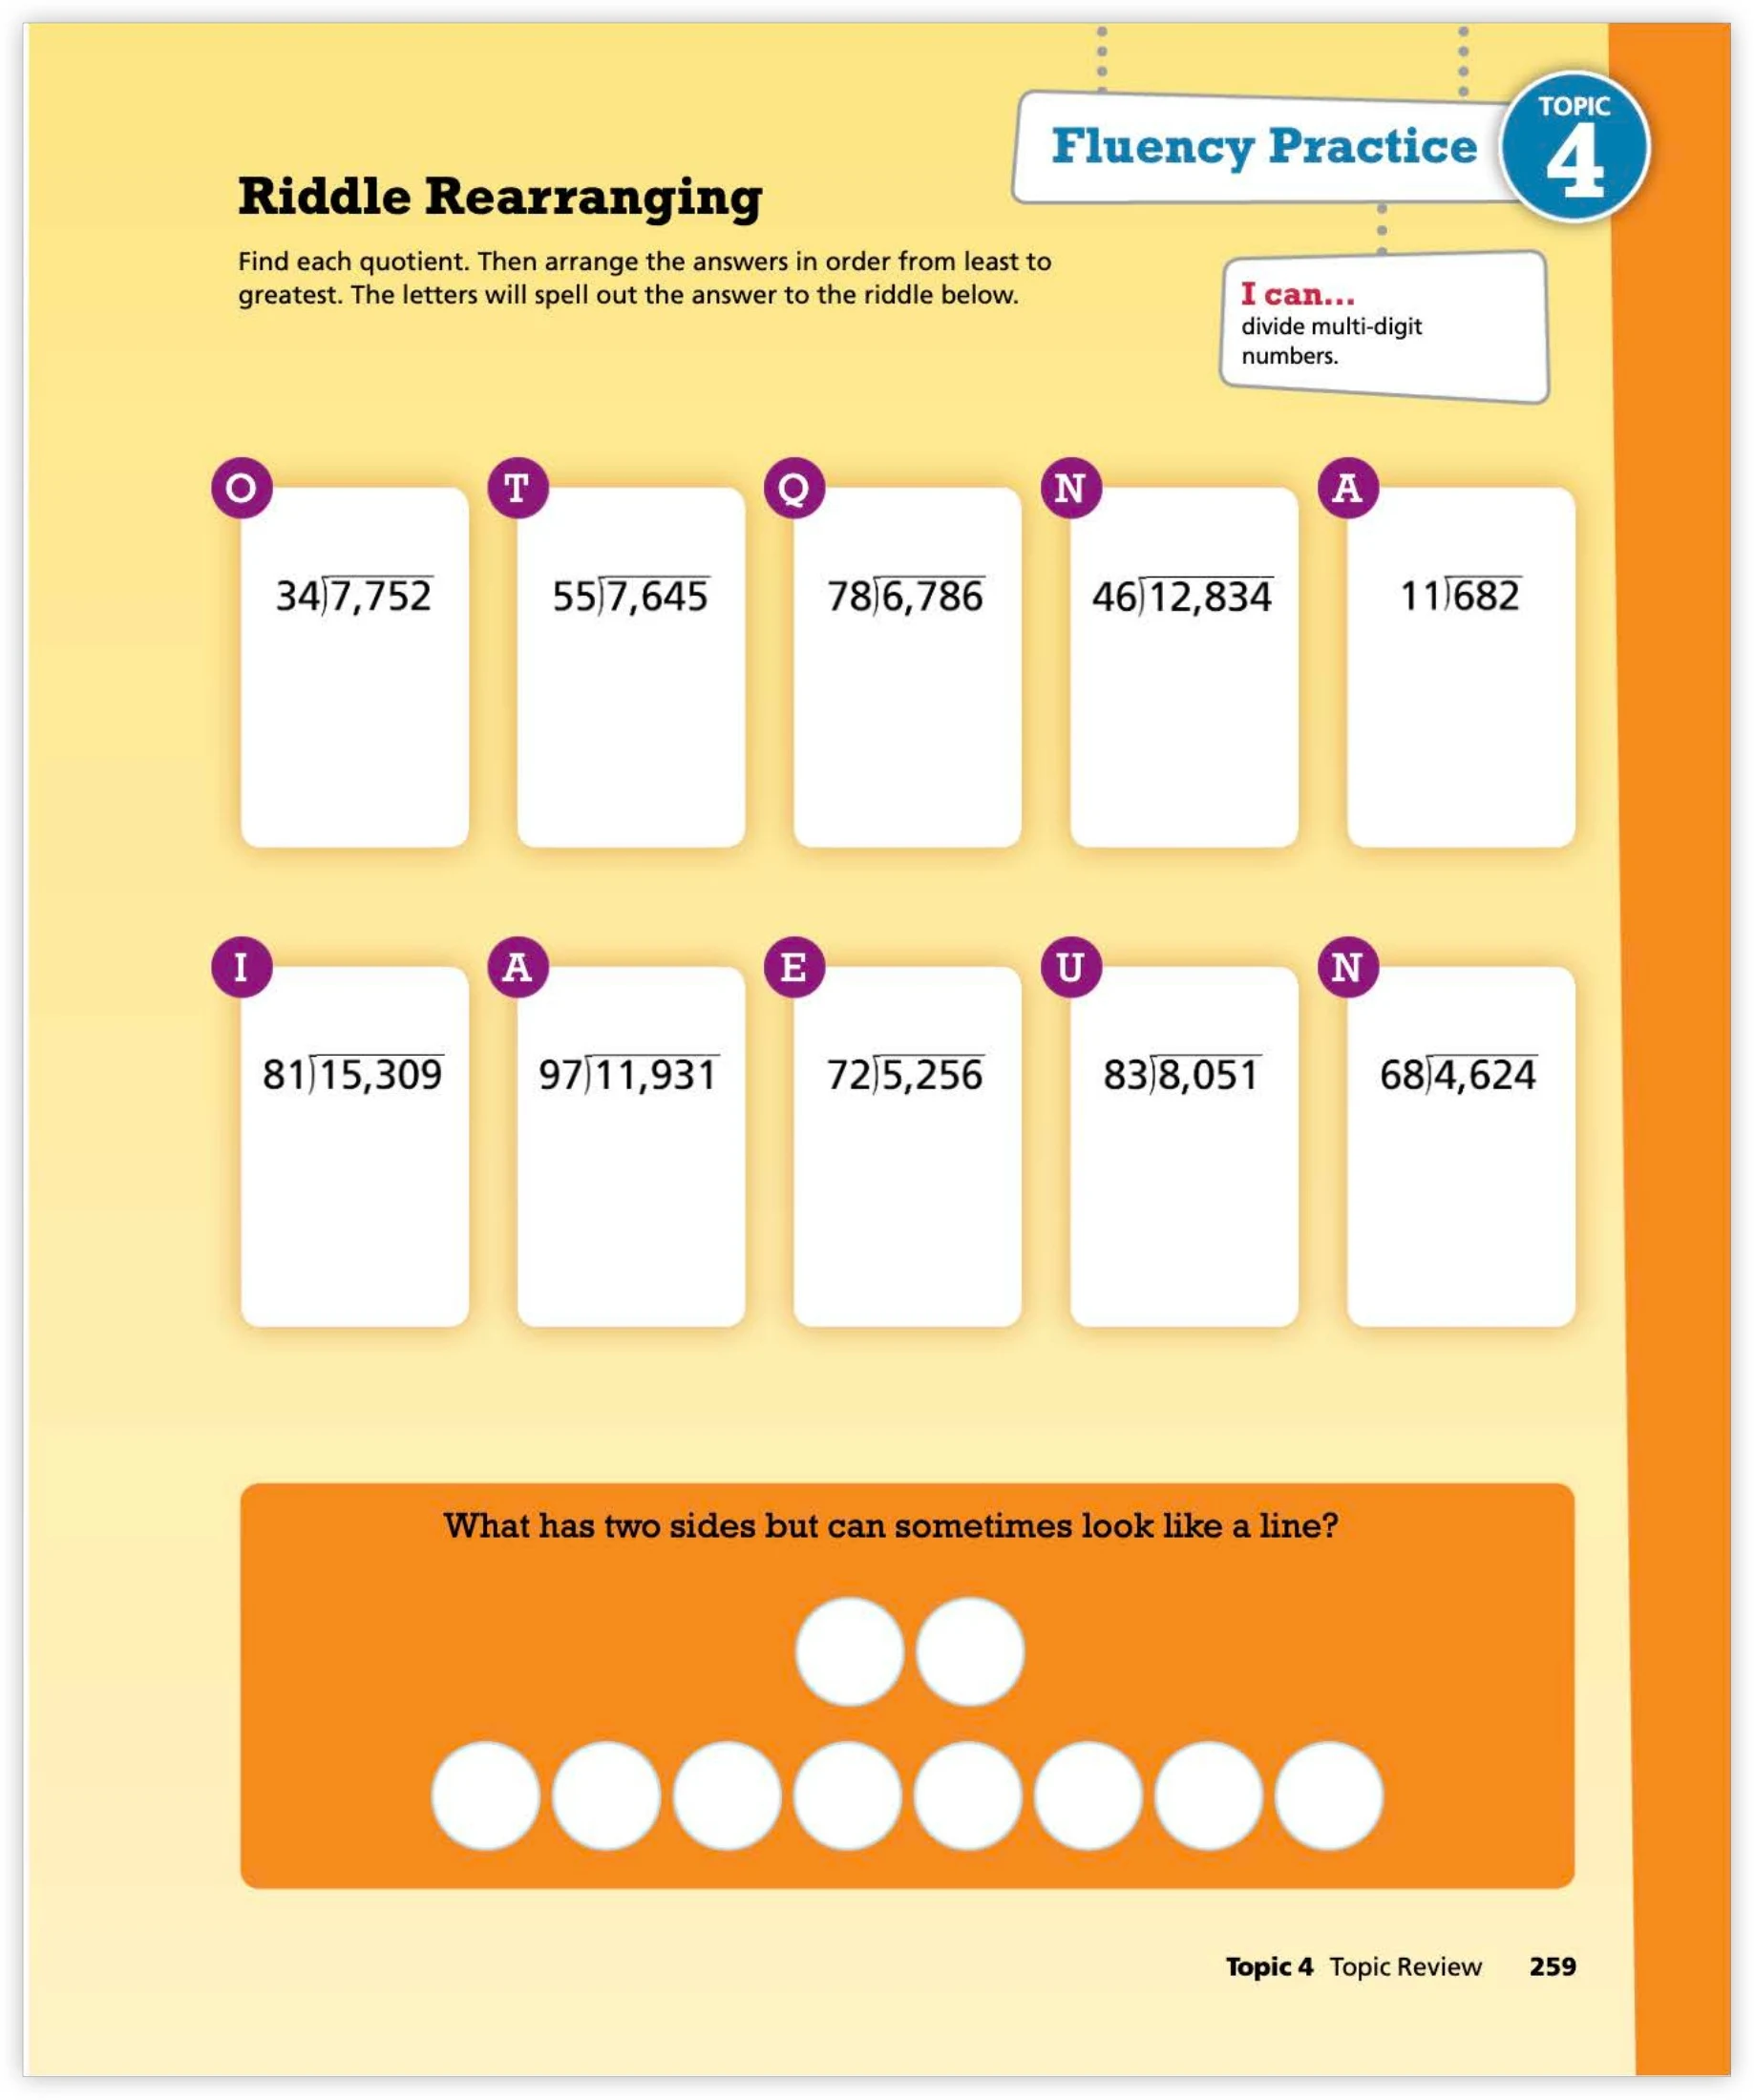 Fluency Practice
TOPIC
4
Riddle Rearranging
Find each quotient. Then arrange the answers in order from least to
greatest. The letters will spell out the answer to the riddle below.
I can...
divide multi-digit
numbers.
O
T
Q
N
A
34)7,752
55)7,645
78)6,786
46)12,834
11)682
I
A
E
U
N
81)15,309
97)11,931
72)5,256
83)8,051
68)4,624
What has two sides but can sometimes look like a line?
Topic 4 Topic Review 259